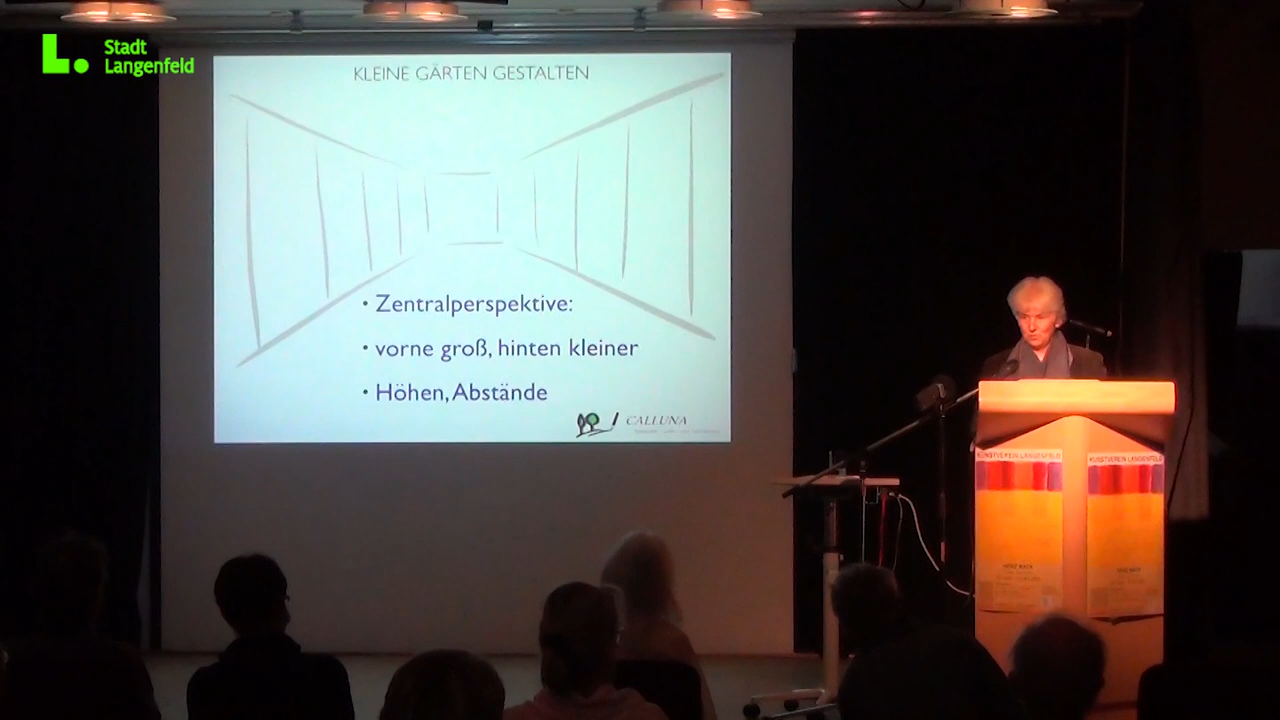 Stadt
Langenfeld
KLEINE GÄRTEN GESTALTEN
• Zentralperspektive:
• vorne groß, hinten kleiner
• Höhen, Abstände
CALLUNA
KUNSTVEREIN LANGENFELD
KUNSTVEREIN LANGENFELD